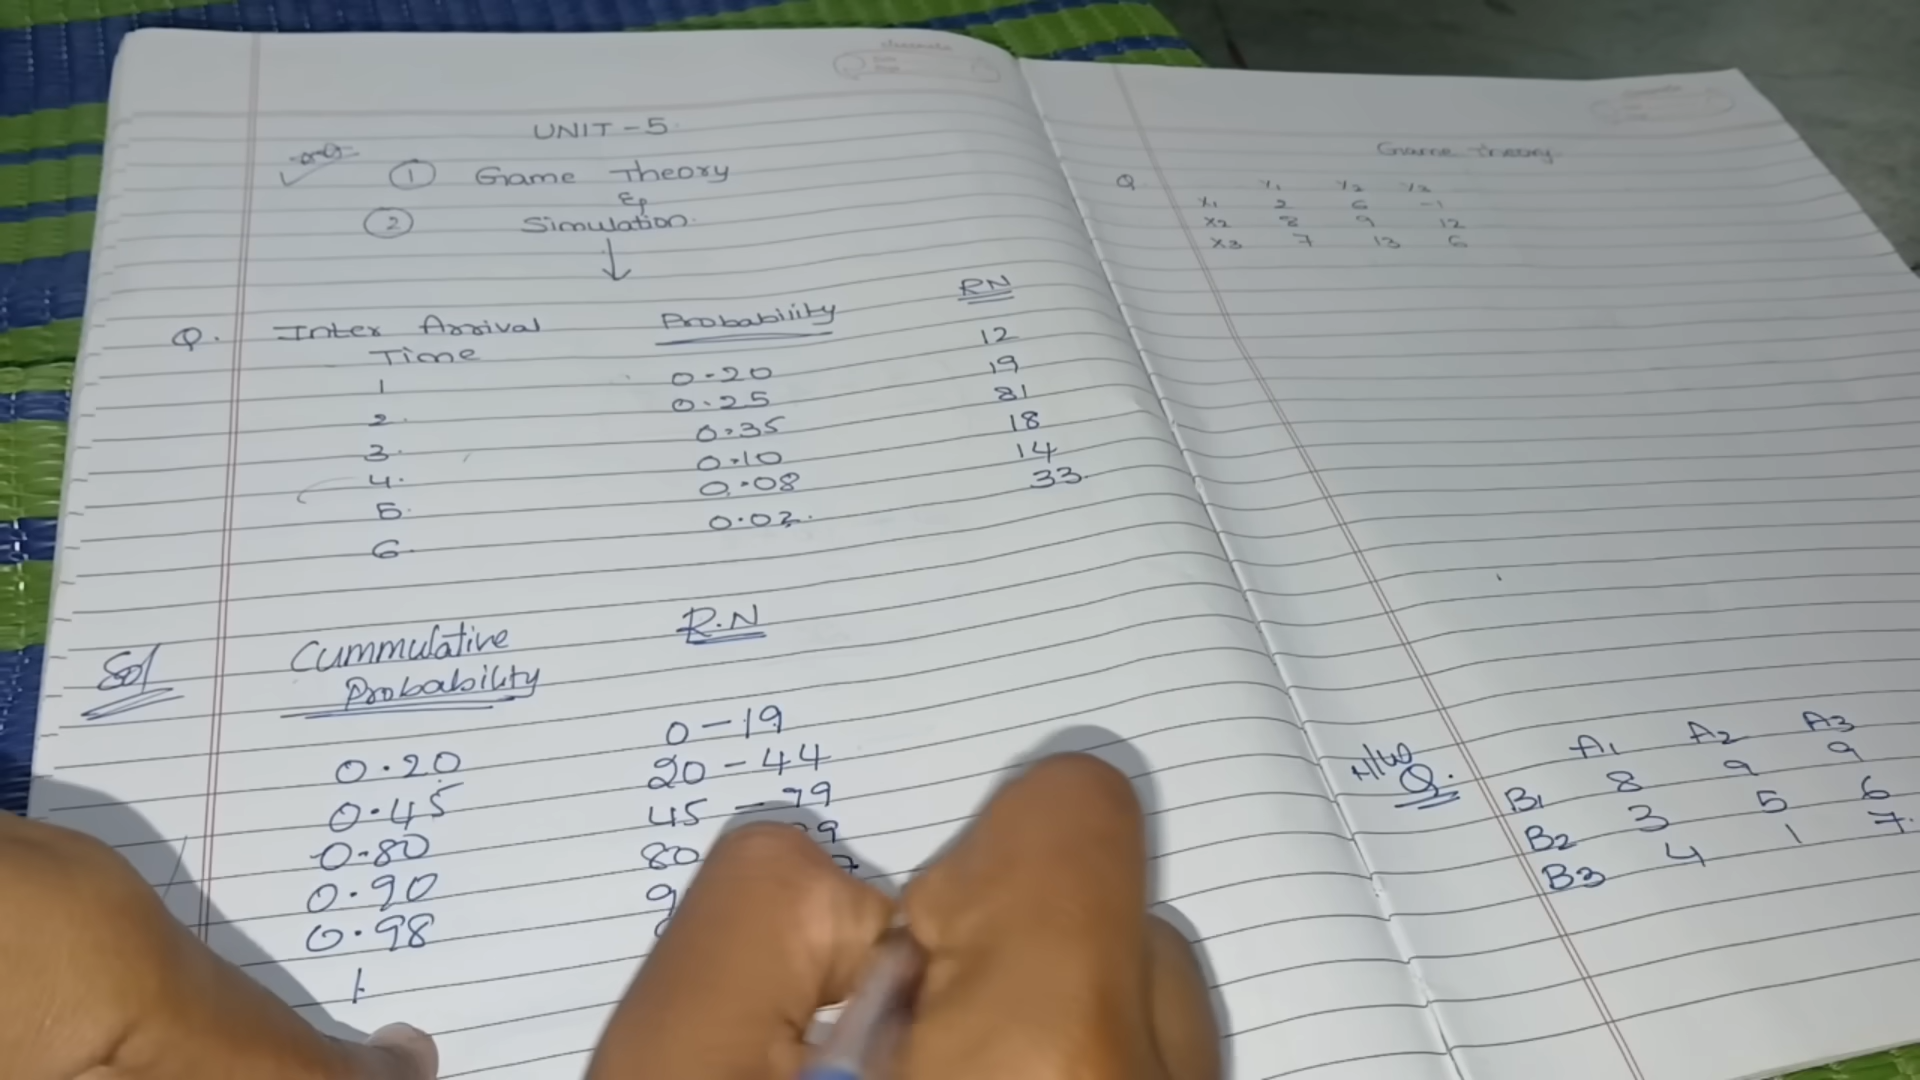 UNIT - 5
① Game Theory
&
② Simulation
Q. Inter Arrival Time Probability RN
1 0.20 12
2. 0.25 19
3. 0.35 81
4. 0.10 18
5. 0.08 14
6. 0.02. 33
Sol Cummulative Probability R.N
0.20 0-19
0.45 20-44
0.80 45-79
0.90 80
0.98 9
1
Game Theory
Q Y1 Y2 Y3
X1 2 6 -1
X2 8 9 12
X3 7 13 6
H/W Q. A1 A2 A3
B1 8 9 9
B2 3 5 6
B3 4 1 7.